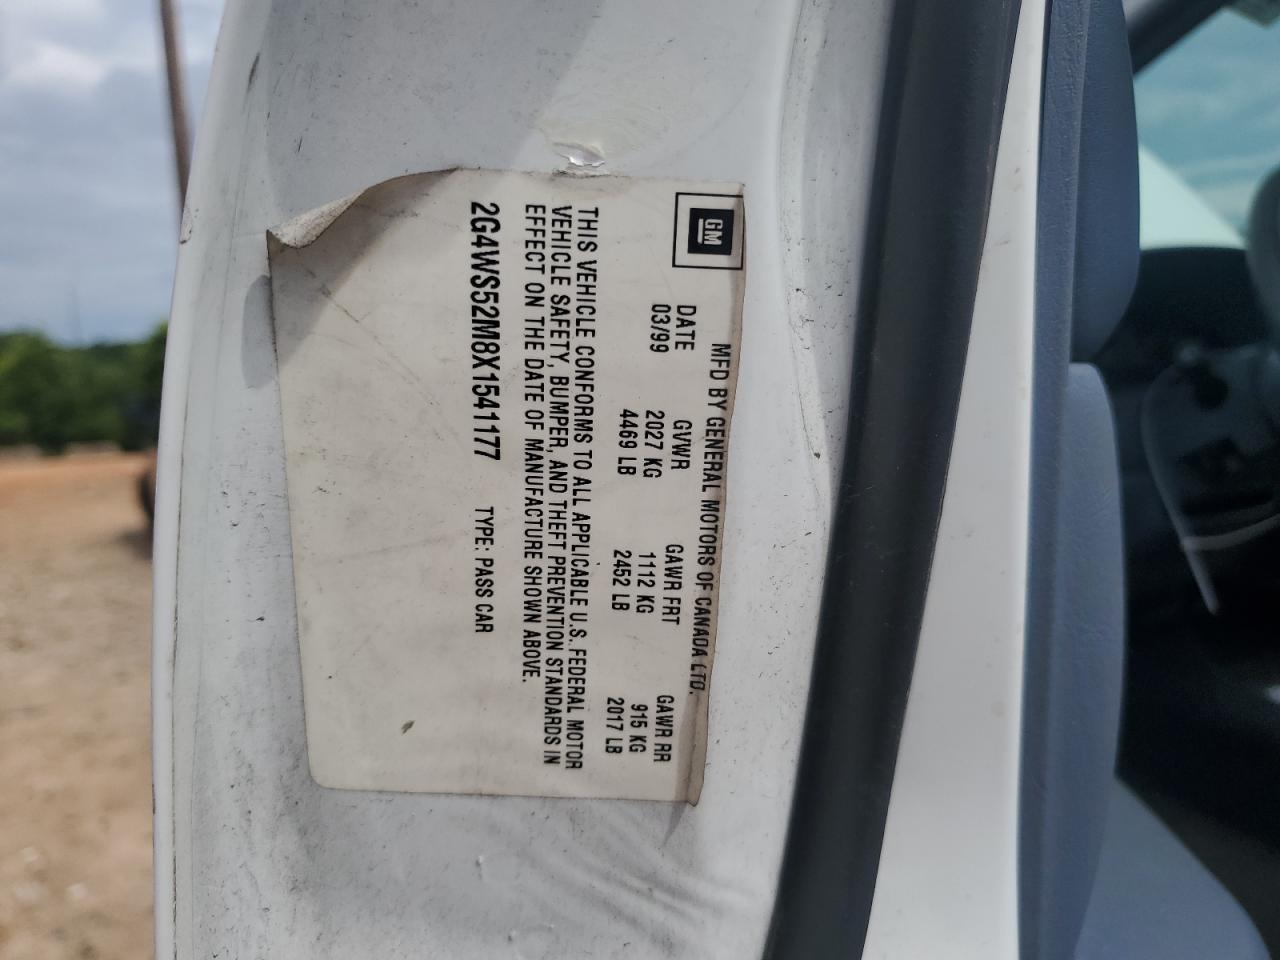 GM
MFD BY GENERAL MOTORS OF CANADA LTD.
DATE GVWR GAWR FRT GAWR RR
03/99 2027 KG 1112 KG 915 KG
4469 LB 2452 LB 2017 LB
THIS VEHICLE CONFORMS TO ALL APPLICABLE U.S. FEDERAL MOTOR
VEHICLE SAFETY, BUMPER, AND THEFT PREVENTION STANDARDS IN
EFFECT ON THE DATE OF MANUFACTURE SHOWN ABOVE.
2G4WS52M8X1541177 TYPE: PASS CAR